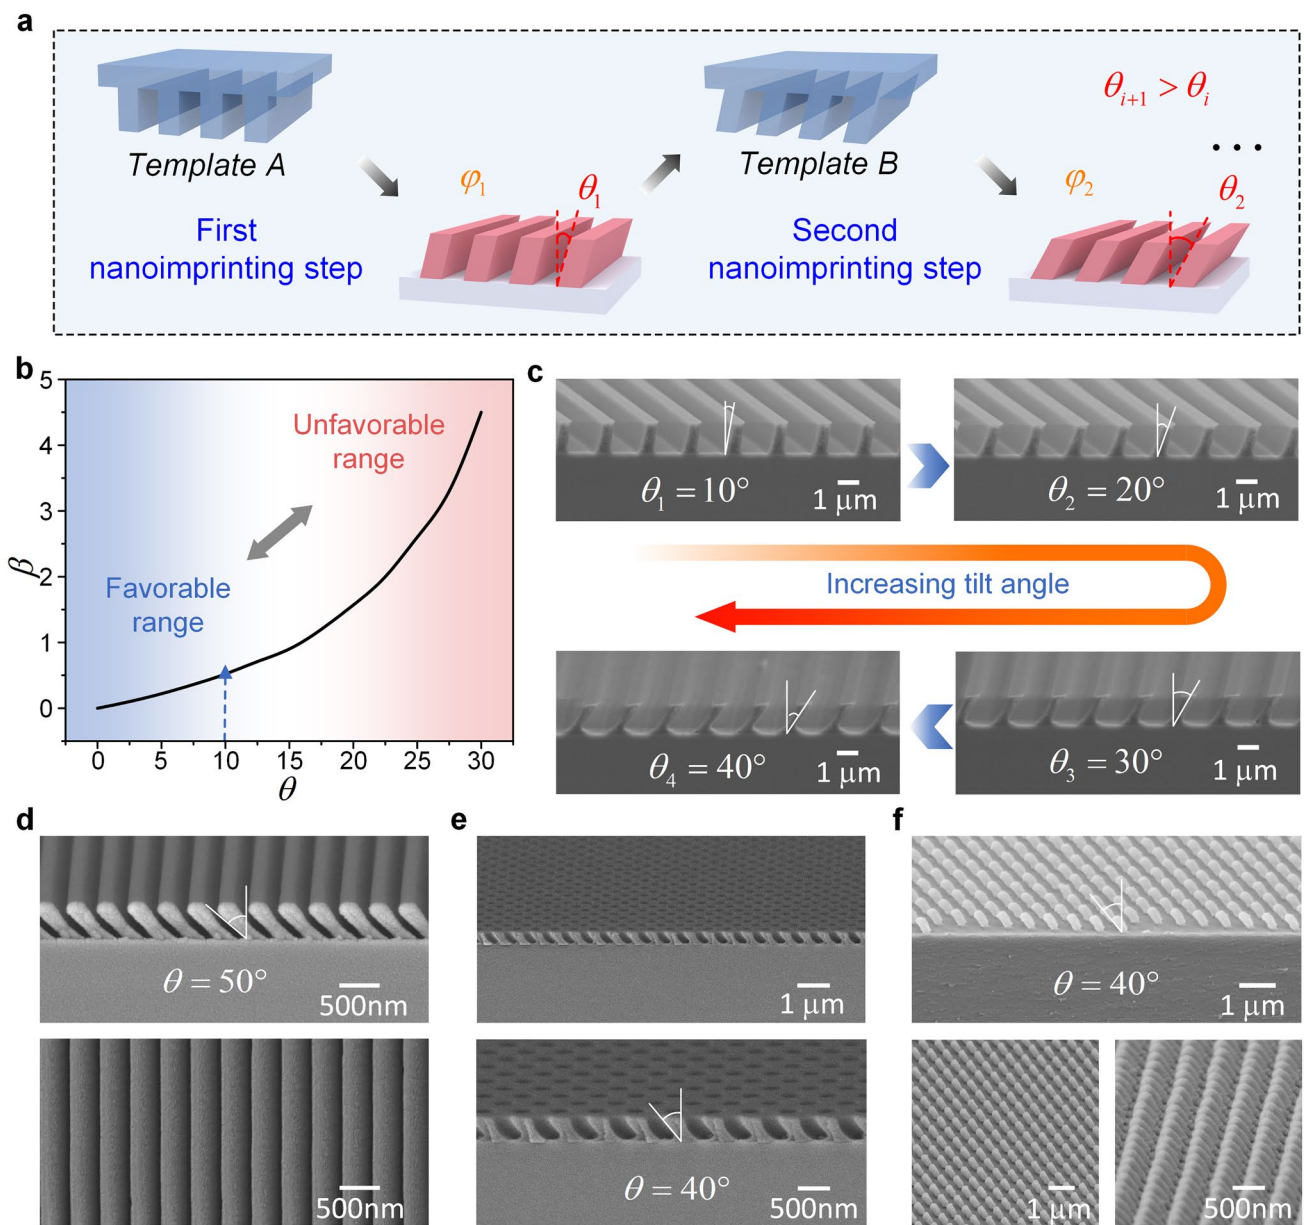 a
θi+1 > θi
Template A
Template B
• • •
φ1
θ1
φ2
θ2
First
nanoimprinting step
Second
nanoimprinting step
b
5
4
3
2
1
0
β
Unfavorable
range
Favorable
range
0 5 10 15 20 25 30
θ
c
θ1 = 10°
1 μm
θ2 = 20°
1 μm
Increasing tilt angle
θ4 = 40°
1 μm
θ3 = 30°
1 μm
d
θ = 50°
500nm
500nm
e
1 μm
θ = 40°
500nm
f
θ = 40°
1 μm
1 μm
500nm